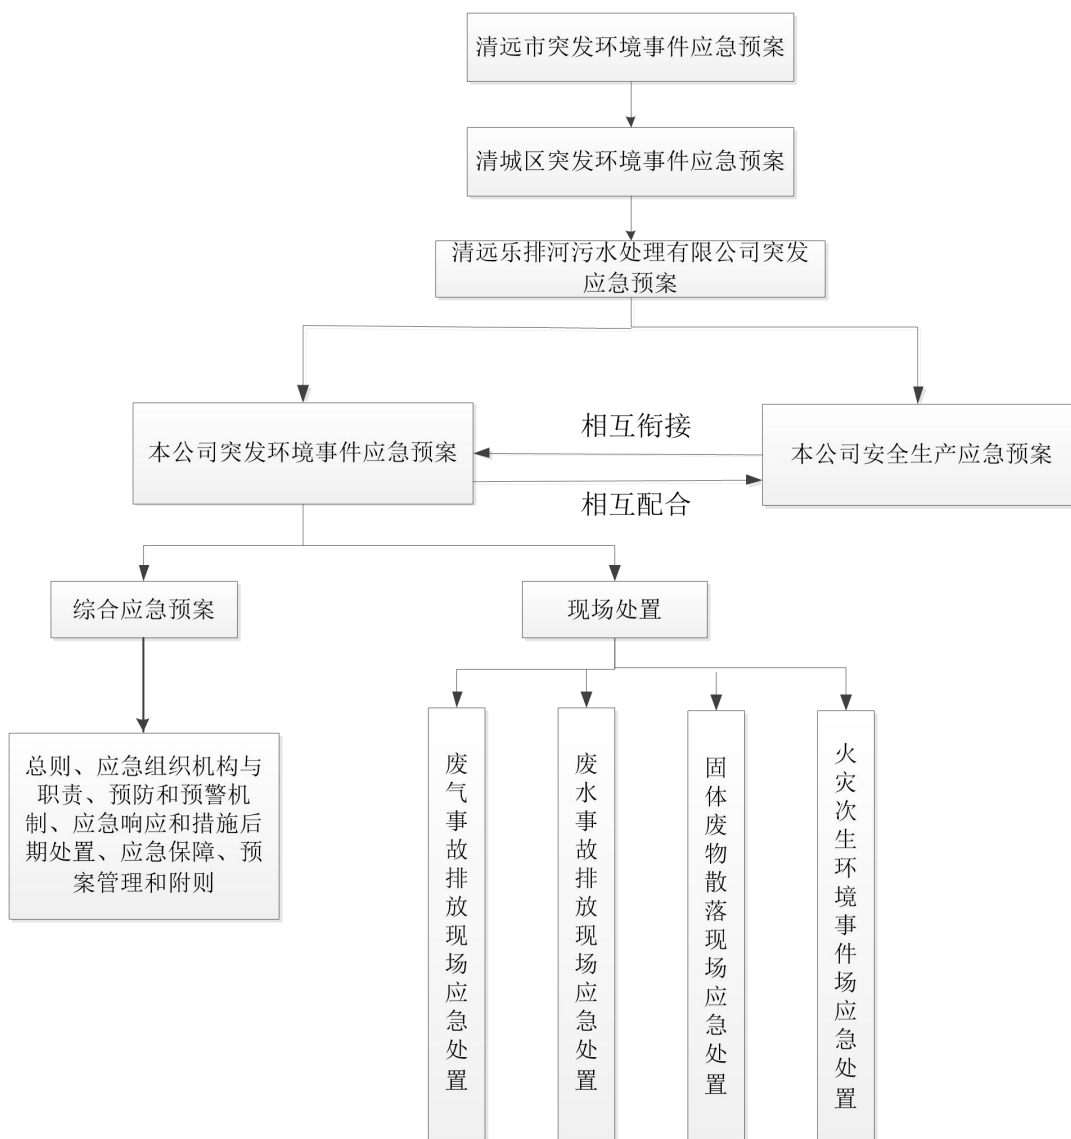 清远市突发环境事件应急预案
清城区突发环境事件应急预案
清远乐排河污水处理有限公司突发
应急预案
相互衔接
本公司突发环境事件应急预案
本公司安全生产应急预案
相互配合
综合应急预案
现场处置
总则、应急组织机构与
职责、预防和预警机
制、应急响应和措施后
期处置、应急保障、预
案管理和附则
废气事故排放现场应急处置
废水事故排放现场应急处置
固体废物散落现场应急处置
火灾次生环境事件场应急处置